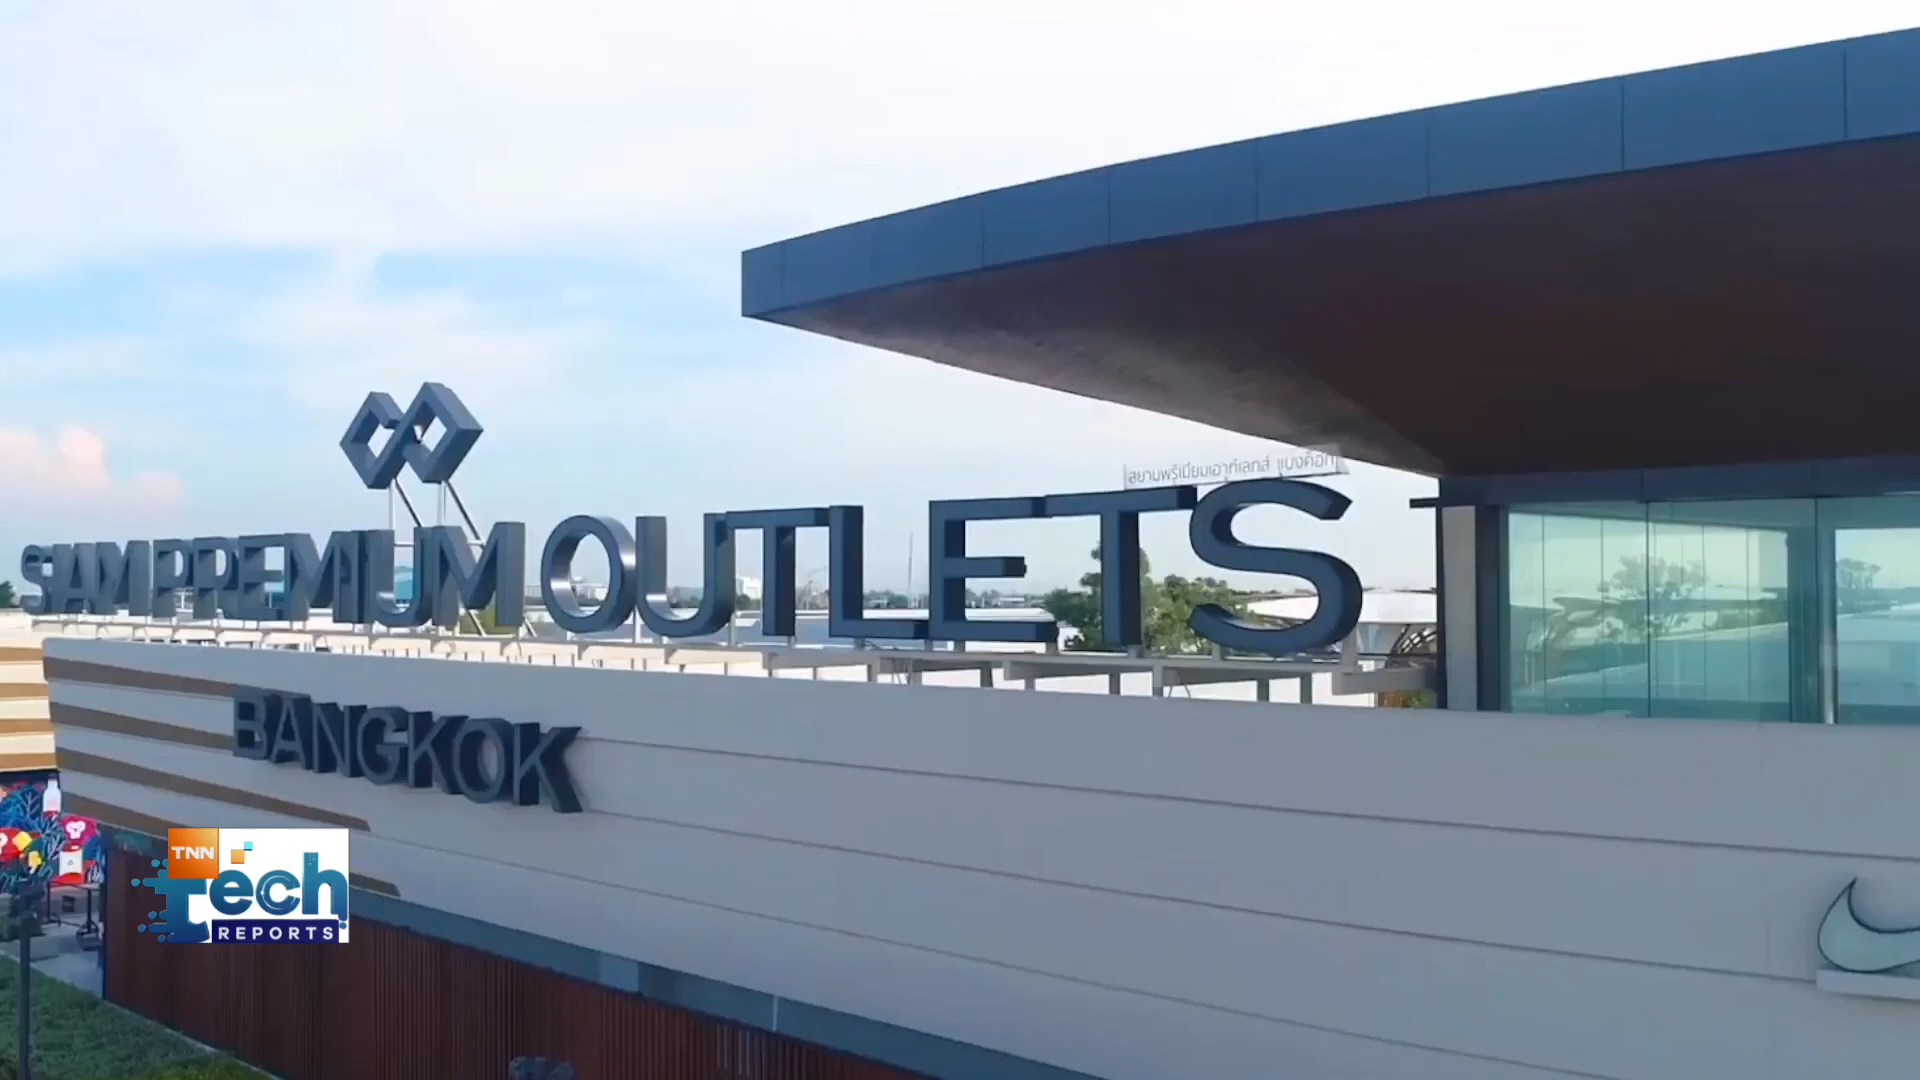 สยามพรีเมี่ยมเอาท์เลทส์ แบงค็อก
SIAM PREMIUM OUTLETS
BANGKOK
TNN
Tech
REPORTS